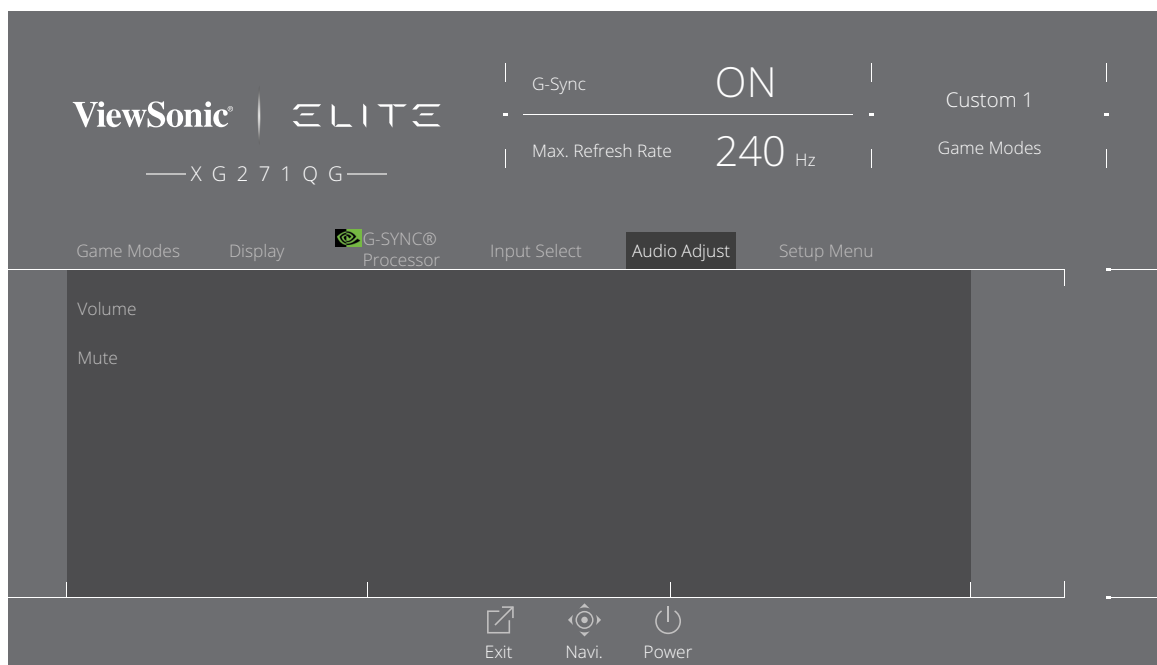 ViewSonic® ELITE
XG271QG
G-Sync ON
Max. Refresh Rate 240 Hz
Custom 1
Game Modes
Game Modes
Display
G-SYNC®
Processor
Input Select
Audio Adjust
Setup Menu
Volume
Mute
Exit
Navi.
Power